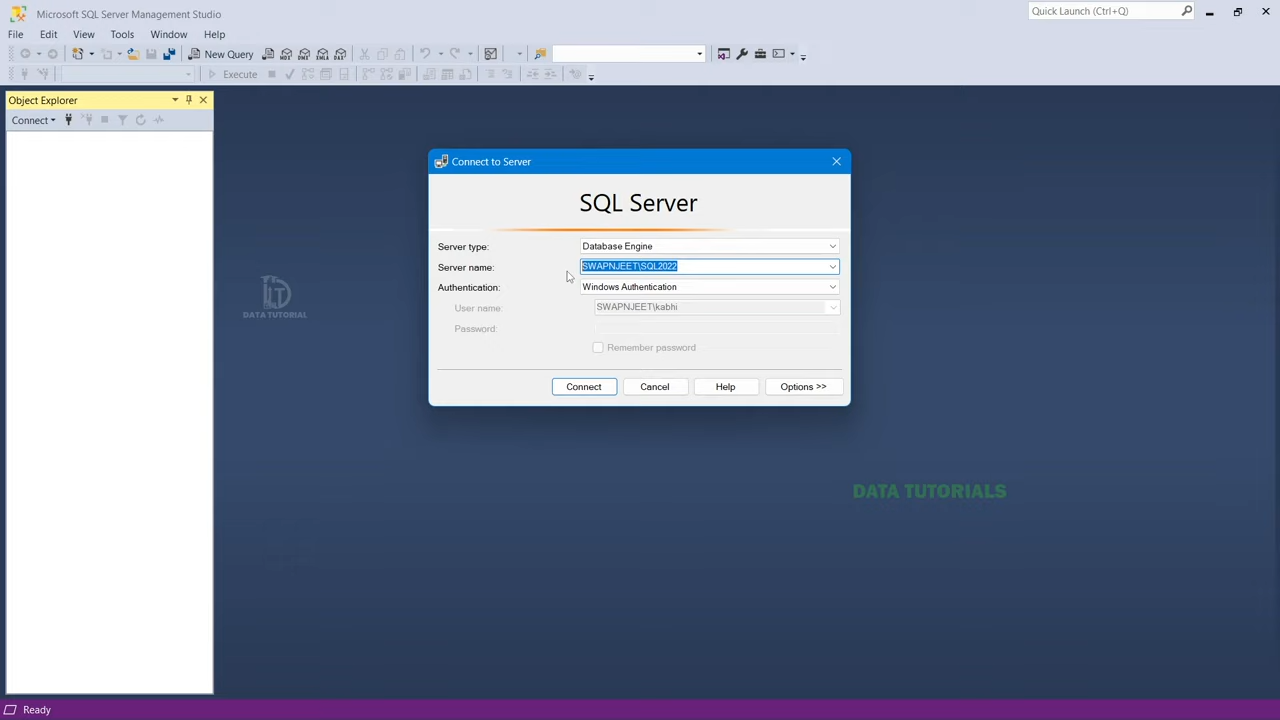 Microsoft SQL Server Management Studio
Quick Launch (Ctrl+Q)
File Edit View Tools Window Help
New Query
Execute
Object Explorer
Connect
Connect to Server
SQL Server
Server type: Database Engine
Server name: SWAPNJEET\SQL2022
Authentication: Windows Authentication
User name: SWAPNJEET\kabhi
Password:
Remember password
Connect Cancel Help Options >>
DATA TUTORIAL
DATA TUTORIALS
Ready